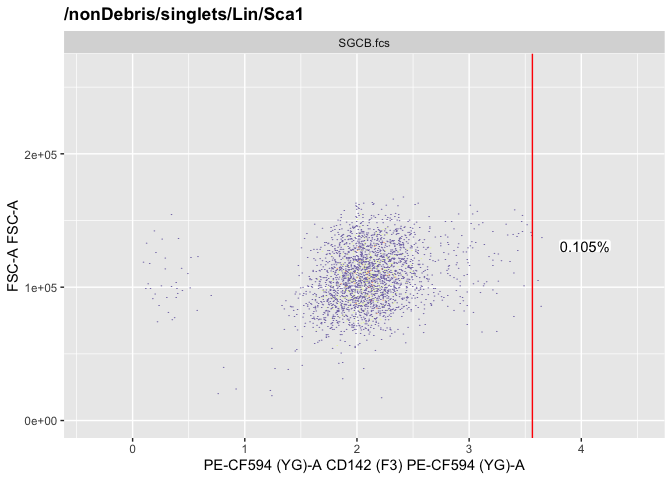 /nonDebris/singlets/Lin/Sca1
SGCB.fcs
2e+05
1e+05
0e+00
FSC-A FSC-A
0.105%
0 1 2 3 4
PE-CF594 (YG)-A CD142 (F3) PE-CF594 (YG)-A